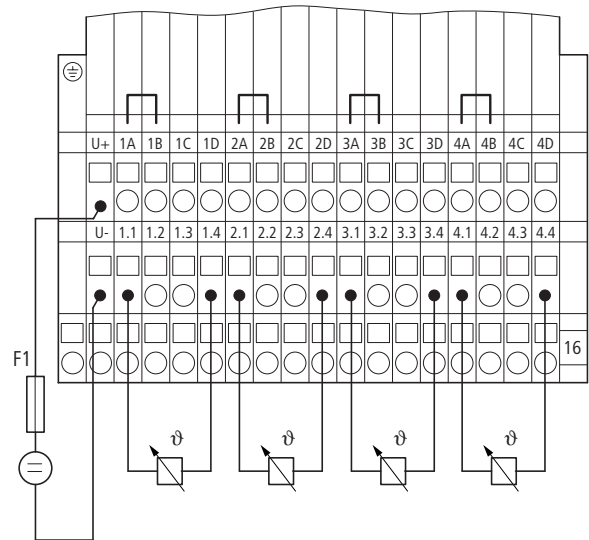 U+ 1A 1B 1C 1D 2A 2B 2C 2D 3A 3B 3C 3D 4A 4B 4C 4D
U- 1.1 1.2 1.3 1.4 2.1 2.2 2.3 2.4 3.1 3.2 3.3 3.4 4.1 4.2 4.3 4.4
16
F1
ϑ ϑ ϑ ϑ